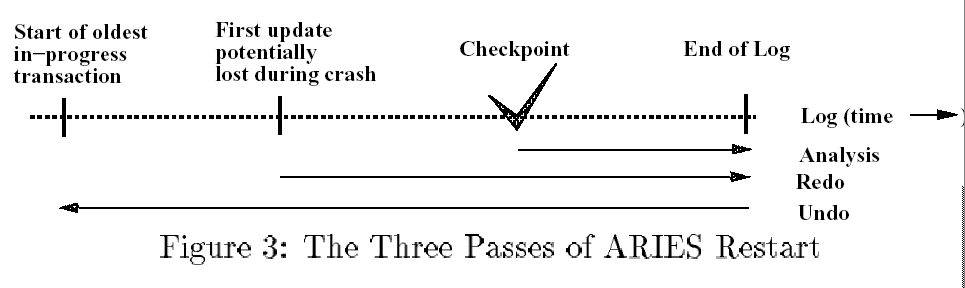 Start of oldest
in-progress
transaction
First update
potentially
lost during crash
Checkpoint
End of Log
Log (time
)
Analysis
Redo
Undo
Figure 3: The Three Passes of ARIES Restart